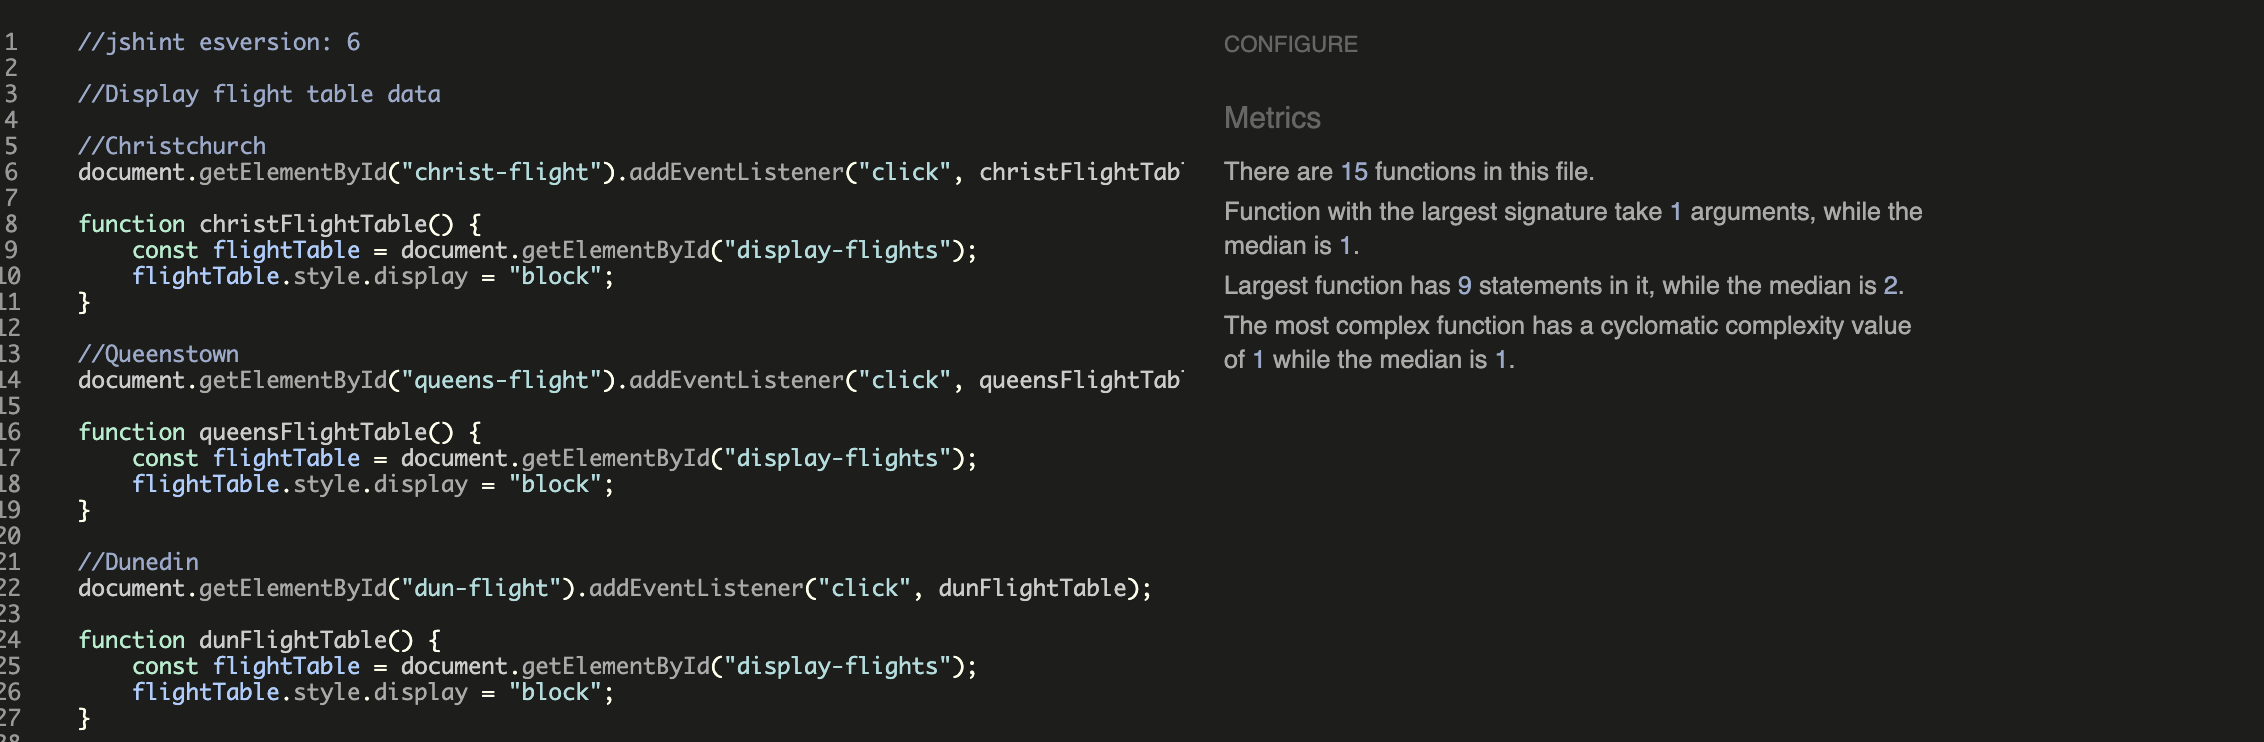 1 //jshint esversion: 6
2
3 //Display flight table data
4
5 //Christchurch
6 document.getElementById("christ-flight").addEventListener("click", christFlightTab
7
8 function christFlightTable() {
9 const flightTable = document.getElementById("display-flights");
10 flightTable.style.display = "block";
11 }
12
13 //Queenstown
14 document.getElementById("queens-flight").addEventListener("click", queensFlightTab
15
16 function queensFlightTable() {
17 const flightTable = document.getElementById("display-flights");
18 flightTable.style.display = "block";
19 }
20
21 //Dunedin
22 document.getElementById("dun-flight").addEventListener("click", dunFlightTable);
23
24 function dunFlightTable() {
25 const flightTable = document.getElementById("display-flights");
26 flightTable.style.display = "block";
27 }
28
CONFIGURE
Metrics
There are 15 functions in this file.
Function with the largest signature take 1 arguments, while the
median is 1.
Largest function has 9 statements in it, while the median is 2.
The most complex function has a cyclomatic complexity value
of 1 while the median is 1.